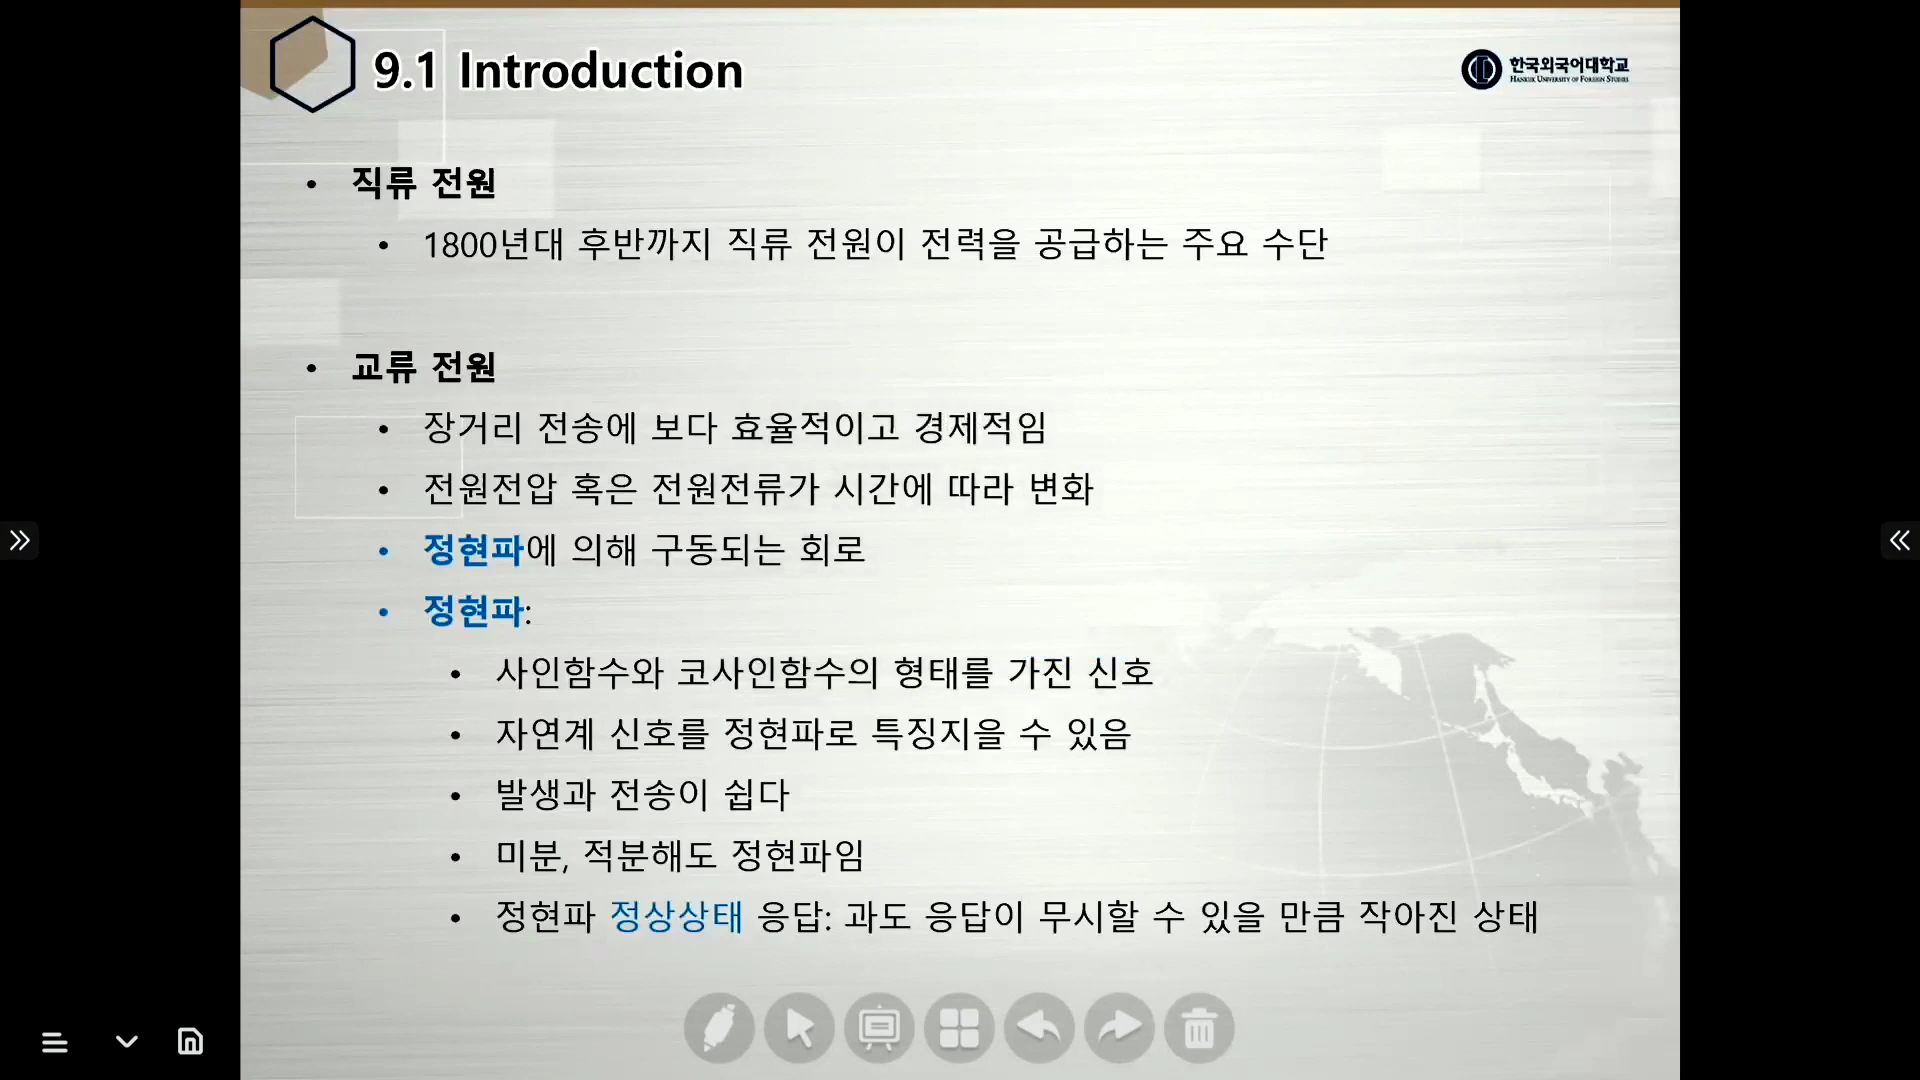 9.1 Introduction
한국외국어대학교
HANKUK UNIVERSITY OF FOREIGN STUDIES
• 직류 전원
• 1800년대 후반까지 직류 전원이 전력을 공급하는 주요 수단
• 교류 전원
• 장거리 전송에 보다 효율적이고 경제적임
• 전원전압 혹은 전원전류가 시간에 따라 변화
• 정현파에 의해 구동되는 회로
• 정현파:
• 사인함수와 코사인함수의 형태를 가진 신호
• 자연계 신호를 정현파로 특징지을 수 있음
• 발생과 전송이 쉽다
• 미분, 적분해도 정현파임
• 정현파 정상상태 응답: 과도 응답이 무시할 수 있을 만큼 작아진 상태